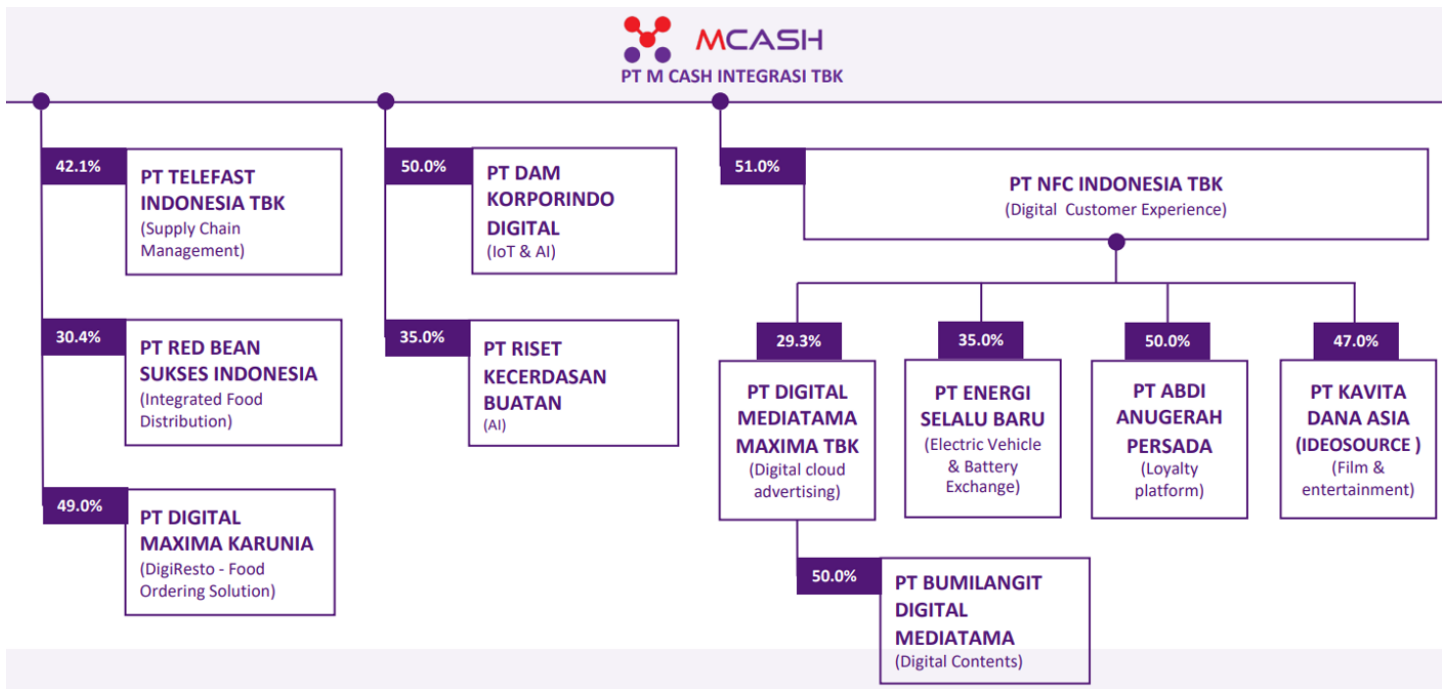 MCASH
PT M CASH INTEGRASI TBK
42.1%
PT TELEFAST
INDONESIA TBK
(Supply Chain
Management)
30.4%
PT RED BEAN
SUKSES INDONESIA
(Integrated Food
Distribution)
49.0%
PT DIGITAL
MAXIMA KARUNIA
(DigiResto - Food
Ordering Solution)
50.0%
PT DAM
KORPORINDO
DIGITAL
(IoT & AI)
35.0%
PT RISET
KECERDASAN
BUATAN
(AI)
51.0%
PT NFC INDONESIA TBK
(Digital Customer Experience)
29.3%
PT DIGITAL
MEDIATAMA
MAXIMA TBK
(Digital cloud
advertising)
35.0%
PT ENERGI
SELALU BARU
(Electric Vehicle
& Battery
Exchange)
50.0%
PT ABDI
ANUGERAH
PERSADA
(Loyalty
platform)
47.0%
PT KAVITA
DANA ASIA
(IDEOSOURCE )
(Film &
entertainment)
50.0%
PT BUMILANGIT
DIGITAL
MEDIATAMA
(Digital Contents)